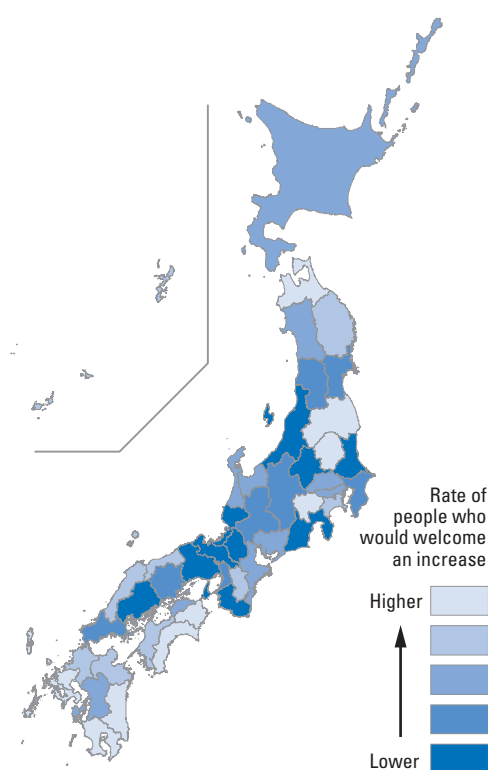 Rate of
people who
would welcome
an increase
Higher
Lower